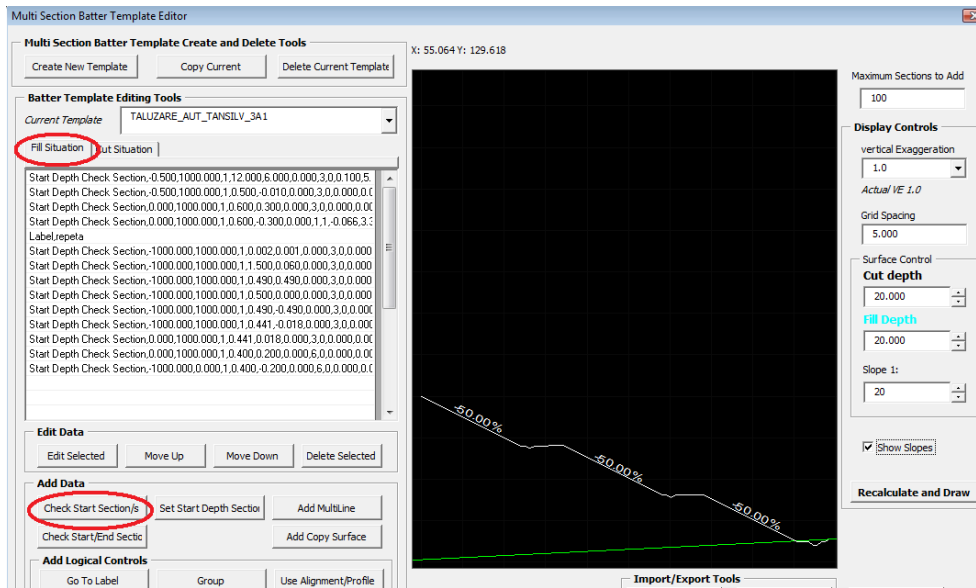 Multi Section Batter Template Editor
Multi Section Batter Template Create and Delete Tools
Create New Template
Copy Current
Delete Current Template
Batter Template Editing Tools
Current Template
TALUZARE_AUT_TANSILV_3A1
Fill Situation
Cut Situation
Start Depth Check Section,-0.500,1000.000,1,12.000,6.000,0.000,3,0,0.100,5.
Start Depth Check Section,-0.500,1000.000,1,0.500,-0.010,0.000,3,0,0.000,0.0
Start Depth Check Section,0.000,1000.000,1,0.600,0.300,0.000,3,0,0.000,0.00
Start Depth Check Section,0.000,1000.000,1,0.600,-0.300,0.000,1,1,-0.066,3.3
Label,repeta
Start Depth Check Section,-1000.000,1000.000,1,0.002,0.001,0.000,3,0,0.000
Start Depth Check Section,-1000.000,1000.000,1,1.500,0.060,0.000,3,0,0.000
Start Depth Check Section,-1000.000,1000.000,1,0.490,0.490,0.000,3,0,0.000
Start Depth Check Section,-1000.000,1000.000,1,0.500,0.000,0.000,3,0,0.000
Start Depth Check Section,-1000.000,1000.000,1,0.490,-0.490,0.000,3,0,0.000
Start Depth Check Section,-1000.000,1000.000,1,0.441,-0.018,0.000,3,0,0.000
Start Depth Check Section,0.000,1000.000,1,0.441,0.018,0.000,3,0,0.000,0.00
Start Depth Check Section,0.000,1000.000,1,0.400,0.200,0.000,6,0,0.000,0.00
Start Depth Check Section,-1000.000,0.000,1,0.400,-0.200,0.000,6,0,0.000,0.0
Edit Data
Edit Selected
Move Up
Move Down
Delete Selected
Add Data
Check Start Section/s
Set Start Depth Section
Add MultiLine
Check Start/End Sectic
Add Copy Surface
Add Logical Controls
Go To Label
Group
Use Alignment/Profile
X: 55.064 Y: 129.618
-50.00%
-50.00%
-50.00%
Import/Export Tools
Maximum Sections to Add
100
Display Controls
vertical Exaggeration
1.0
Actual VE 1.0
Grid Spacing
5.000
Surface Control
Cut depth
20.000
Fill Depth
20.000
Slope 1:
20
Show Slopes
Recalculate and Draw